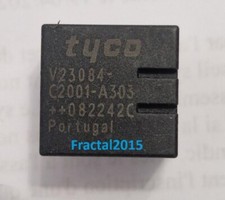 tyco
V23084-
C2001-A303
++082242C
Portugal
Fractal2015